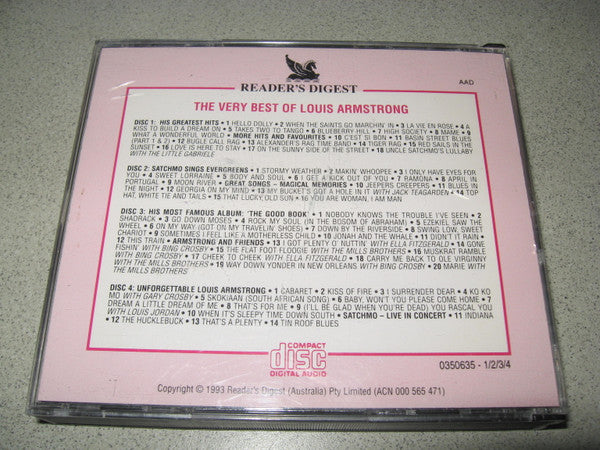 READER'S DIGEST
AAD
THE VERY BEST OF LOUIS ARMSTRONG
DISC 1: HIS GREATEST HITS • 1 HELLO DOLLY • 2 WHEN THE SAINTS GO MARCHIN' IN • 3 LA VIE EN ROSE • 4 A
KISS TO BUILD A DREAM ON • 5 TAKES TWO TO TANGO • 6 BLUEBERRY HILL • 7 HIGH SOCIETY • 8 MAME • 9
WHAT A WONDERFUL WORLD • MORE HITS AND FAVOURITES • 10 C'EST SI BON • 11 BASIN STREET BLUES
(PART 1 & 2) • 12 BUGLE CALL RAG • 13 ALEXANDER'S RAG TIME BAND • 14 TIGER RAG • 15 RED SAILS IN THE
SUNSET • 16 LOVE IS HERE TO STAY • 17 ON THE SUNNY SIDE OF THE STREET • 18 UNCLE SATCHMO'S LULLABY
WITH THE LITTLE GABRIELE
DISC 2: SATCHMO SINGS EVERGREENS • 1 STORMY WEATHER • 2 MAKIN' WHOOPEE • 3 I ONLY HAVE EYES FOR
YOU • 4 SWEET LORRAINE • 5 BODY AND SOUL • 6 I GET A KICK OUT OF YOU • 7 RAMONA • 8 APRIL IN
PORTUGAL • 9 MOON RIVER • GREAT SONGS – MAGICAL MEMORIES • 10 JEEPERS CREEPERS • 11 BLUES IN
THE NIGHT • 12 GEORGIA ON MY MIND • 13 MY BUCKET'S GOT A HOLE IN IT WITH JACK TEAGARDEN • 14 TOP
HAT, WHITE TIE AND TAILS • 15 THAT LUCKY OLD SUN • 16 YOU ARE WOMAN, I AM MAN
DISC 3: HIS MOST FAMOUS ALBUM: 'THE GOOD BOOK' • 1 NOBODY KNOWS THE TROUBLE I'VE SEEN • 2
SHADRACK • 3 GO DOWN MOSES • 4 ROCK MY SOUL (IN THE BOSOM OF ABRAHAM) • 5 EZEKIEL SAW THE
WHEEL • 6 ON MY WAY (GOT ON MY TRAVELIN' SHOES) • 7 DOWN BY THE RIVERSIDE • 8 SWING LOW, SWEET
CHARIOT • 9 SOMETIMES I FEEL LIKE A MOTHERLESS CHILD • 10 JONAH AND THE WHALE • 11 DIDN'T IT RAIN •
12 THIS TRAIN • ARMSTRONG AND FRIENDS • 13 I GOT PLENTY O' NUTTIN' WITH ELLA FITZGERALD • 14 GONE
FISHIN' WITH BING CROSBY • 15 THE FLAT FOOT FLOOGIE WITH THE MILLS BROTHERS • 16 MUSKRAT RAMBLE
WITH BING CROSBY • 17 CHEEK TO CHEEK WITH ELLA FITZGERALD • 18 CARRY ME BACK TO OLE VIRGINNY
WITH THE MILLS BROTHERS • 19 WAY DOWN YONDER IN NEW ORLEANS WITH BING CROSBY • 20 MARIE WITH
THE MILLS BROTHERS
DISC 4: UNFORGETTABLE LOUIS ARMSTRONG • 1 CABARET • 2 KISS OF FIRE • 3 I SURRENDER DEAR • 4 KO KO
MO WITH GARY CROSBY • 5 SKOKIAAN (SOUTH AFRICAN SONG) • 6 BABY, WON'T YOU PLEASE COME HOME • 7
DREAM A LITTLE DREAM OF ME • 8 THAT'S FOR ME • 9 (I'LL BE GLAD WHEN YOU'RE DEAD) YOU RASCAL YOU
WITH LOUIS JORDAN • 10 WHEN IT'S SLEEPY TIME DOWN SOUTH • SATCHMO – LIVE IN CONCERT • 11 INDIANA
• 12 THE HUCKLEBUCK • 13 THAT'S A PLENTY • 14 TIN ROOF BLUES
COMPACT
disc
DIGITAL AUDIO
0350635 - 1/2/3/4
Copyright © 1993 Reader's Digest (Australia) Pty Limited (ACN 000 565 471)